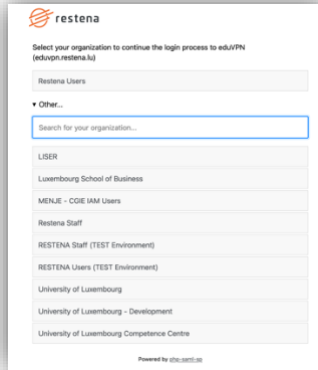 restena
Select your organization to continue the login process to eduVPN
(eduvpn.restena.lu)
Restena Users
▾ Other...
Search for your organization...
LISER
Luxembourg School of Business
MENJE - CGIE IAM Users
Restena Staff
RESTENA Staff (TEST Environment)
RESTENA Users (TEST Environment)
University of Luxembourg
University of Luxembourg - Development
University of Luxembourg Competence Centre
Powered by php-saml-sp